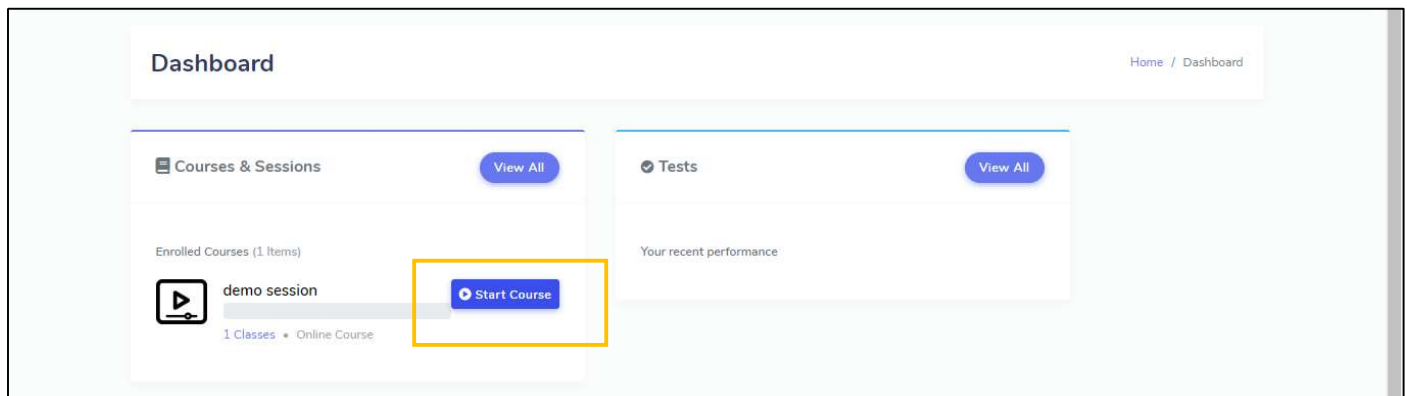 Dashboard
Home / Dashboard
Courses & Sessions
View All
Enrolled Courses (1 Items)
demo session
Start Course
1 Classes • Online Course
Tests
View All
Your recent performance